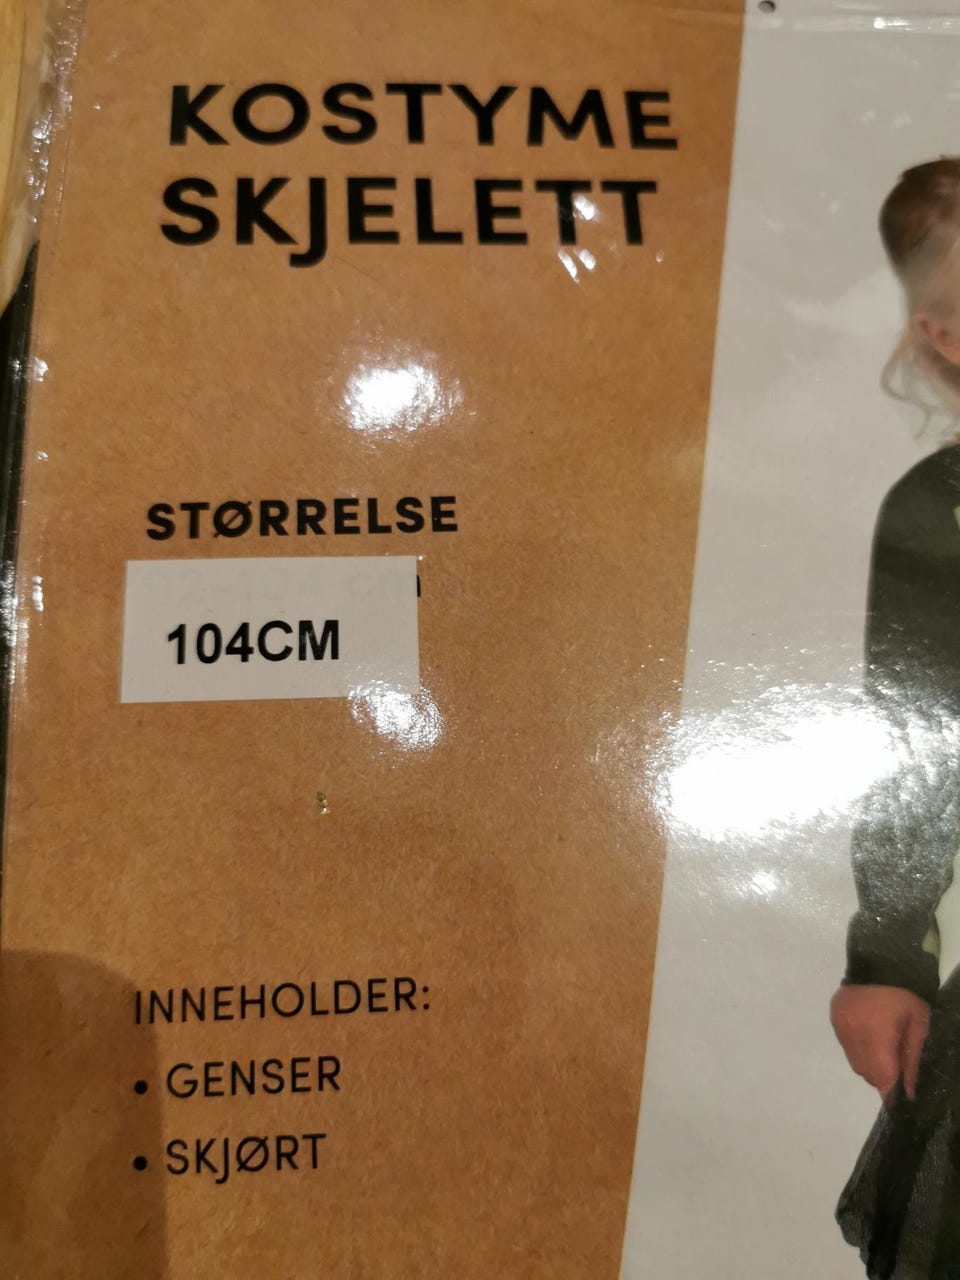 KOSTYME
SKJELETT
STØRRELSE
104CM
INNEHOLDER:
• GENSER
• SKJØRT